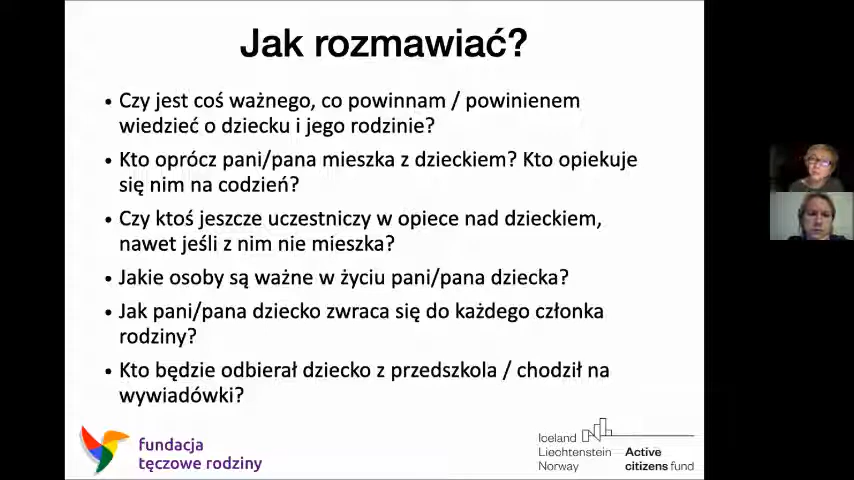 Jak rozmawiać?
• Czy jest coś ważnego, co powinnam / powinienem
wiedzieć o dziecku i jego rodzinie?
• Kto oprócz pani/pana mieszka z dzieckiem? Kto opiekuje
się nim na codzień?
• Czy ktoś jeszcze uczestniczy w opiece nad dzieckiem,
nawet jeśli z nim nie mieszka?
• Jakie osoby są ważne w życiu pani/pana dziecka?
• Jak pani/pana dziecko zwraca się do każdego członka
rodziny?
• Kto będzie odbierał dziecko z przedszkola / chodził na
wywiadówki?
fundacja
tęczowe rodziny
Iceland
Liechtenstein
Norway
Active
citizens fund